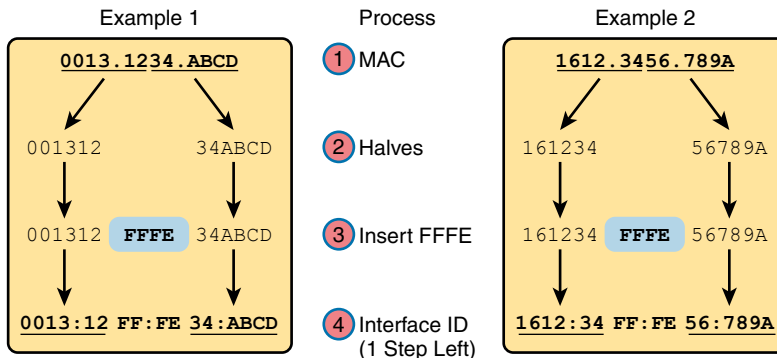 Example 1 Process Example 2
0013.1234.ABCD 1 MAC 1612.3456.789A
001312 34ABCD 2 Halves 161234 56789A
001312 FFFE 34ABCD 3 Insert FFFE 161234 FFFE 56789A
0013:12 FF:FE 34:ABCD 4 Interface ID 1612:34 FF:FE 56:789A
(1 Step Left)